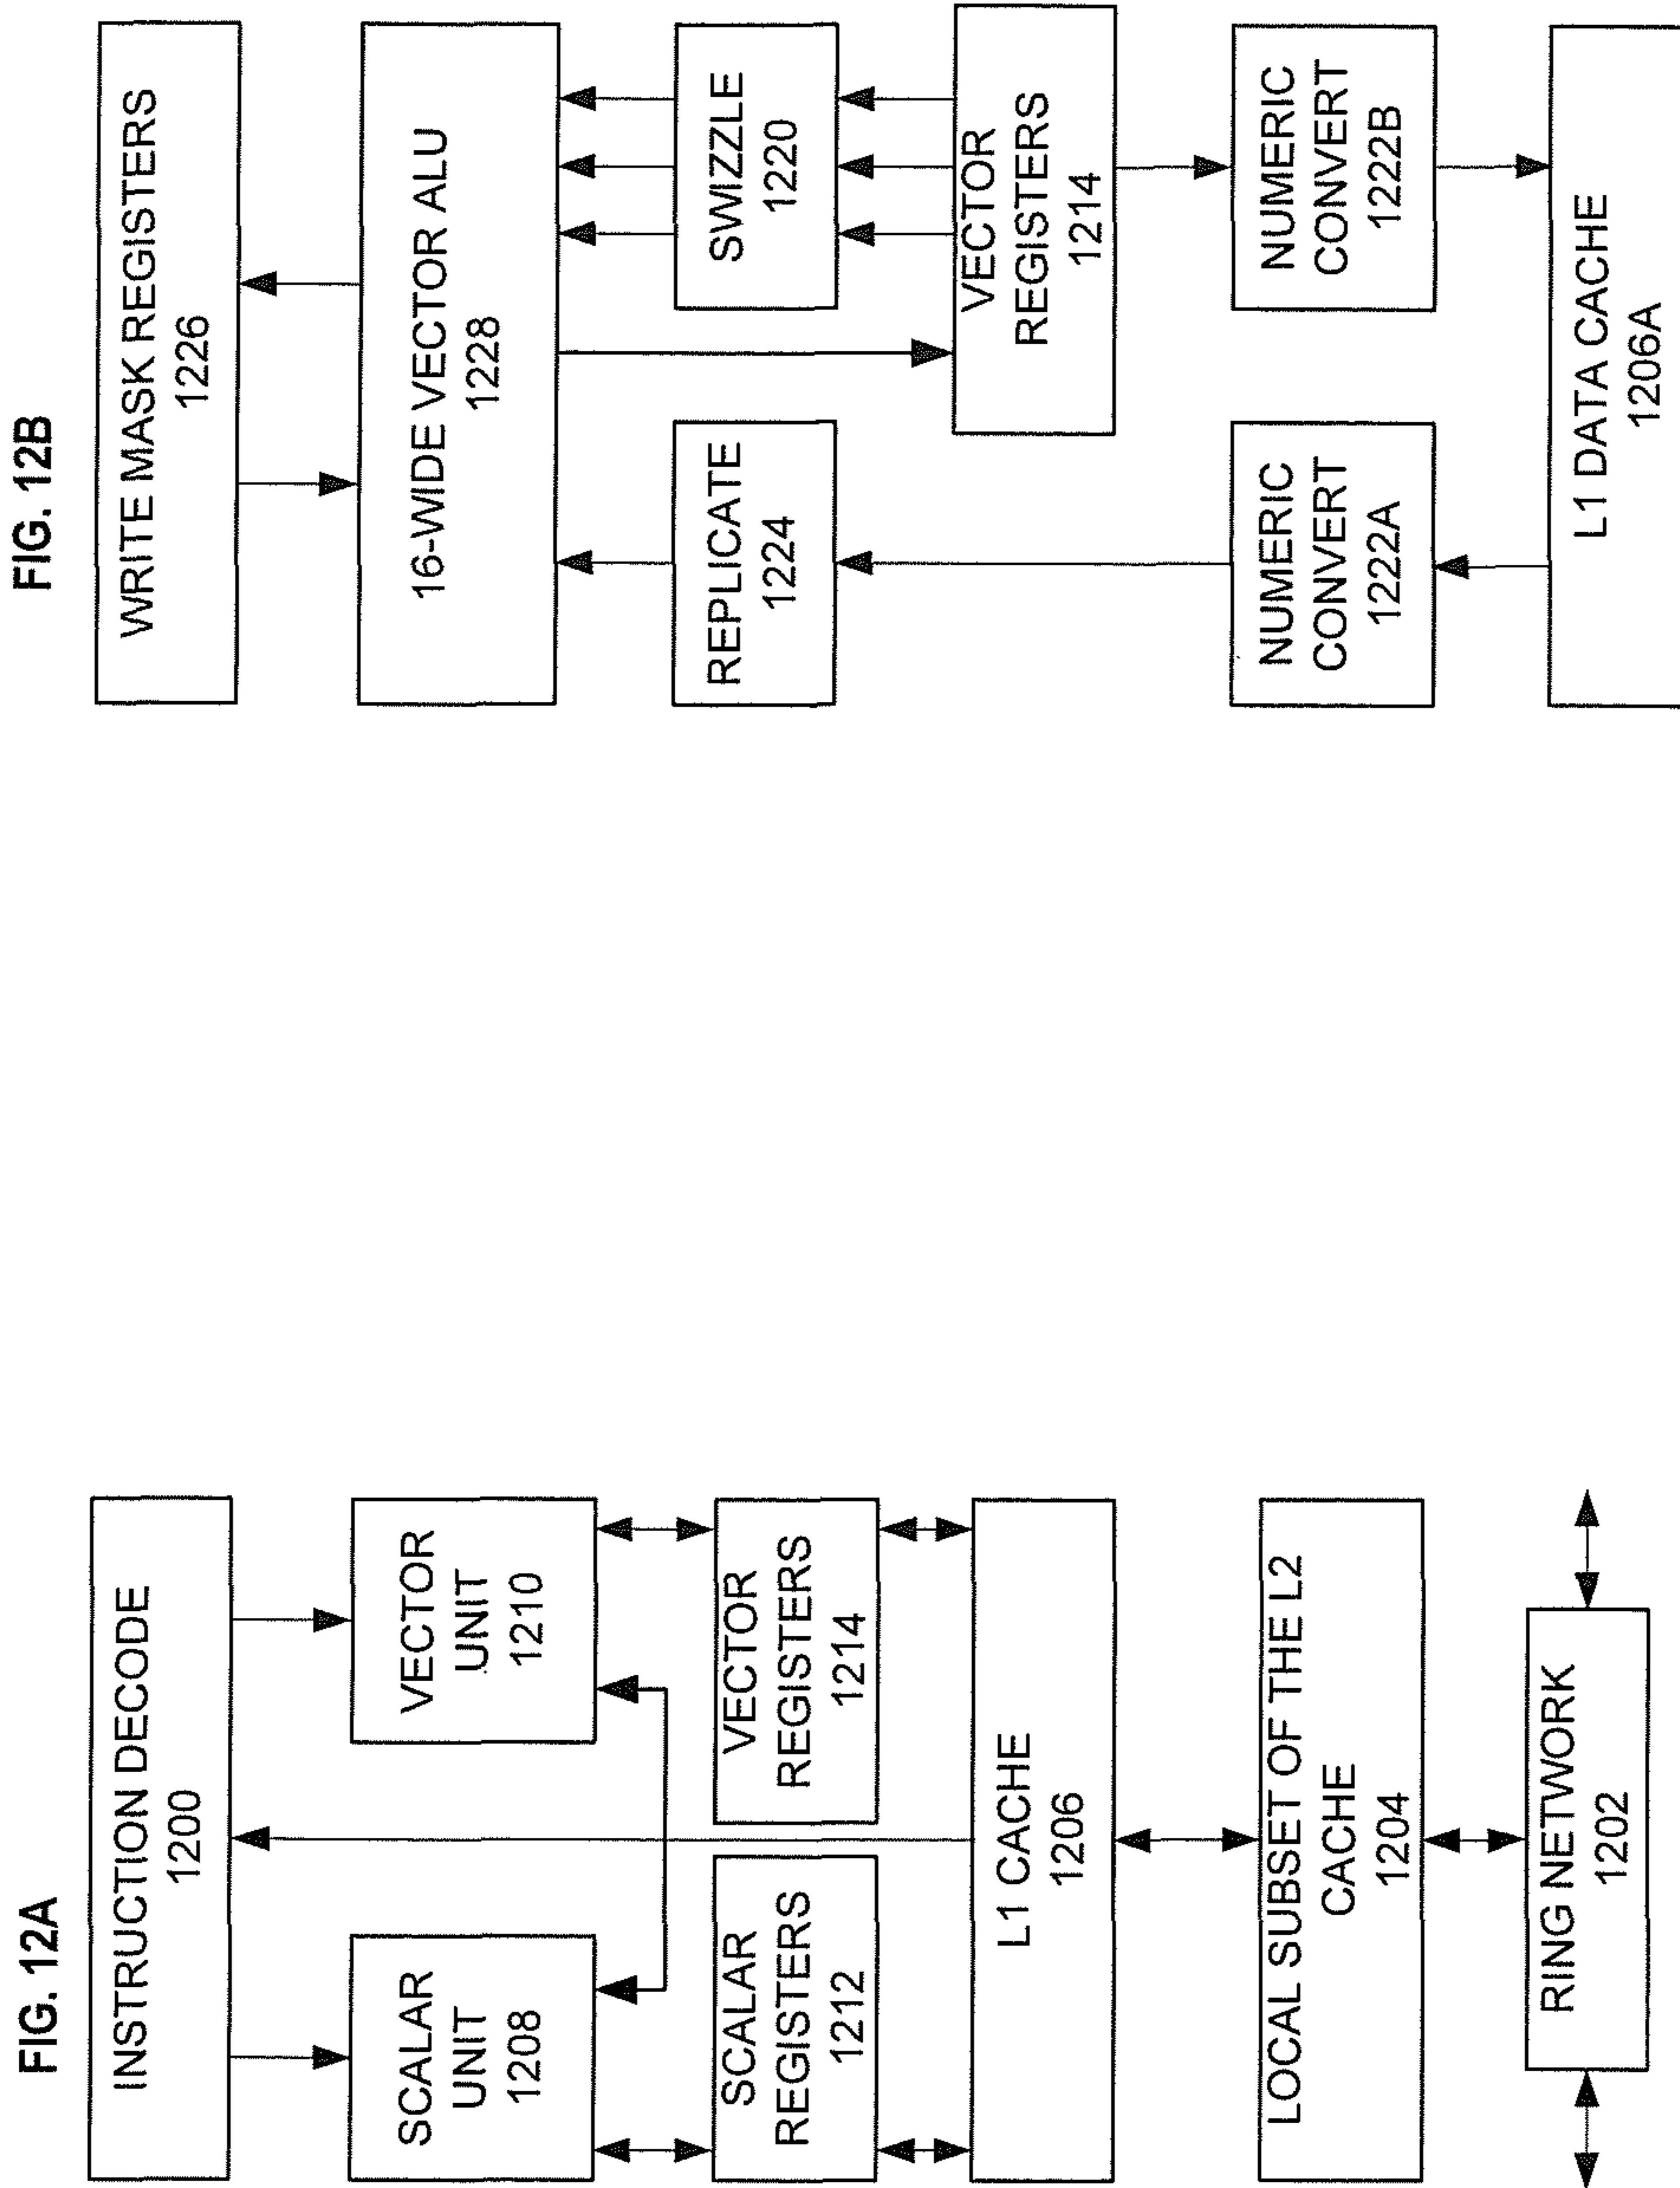 FIG. 12A
INSTRUCTION DECODE
1200
SCALAR
UNIT
1208
VECTOR
UNIT
1210
SCALAR
REGISTERS
1212
VECTOR
REGISTERS
1214
L1 CACHE
1206
LOCAL SUBSET OF THE L2
CACHE
1204
RING NETWORK
1202
FIG. 12B
WRITE MASK REGISTERS
1226
16-WIDE VECTOR ALU
1228
REPLICATE
1224
SWIZZLE
1220
VECTOR
REGISTERS
1214
NUMERIC
CONVERT
1222A
NUMERIC
CONVERT
1222B
L1 DATA CACHE
1206A